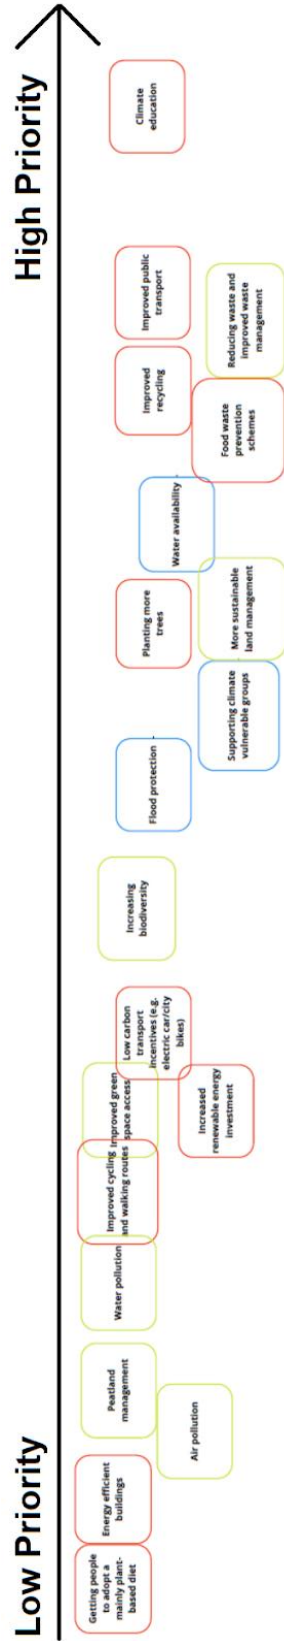 Low Priority
High Priority
Getting people
to adopt a
mainly plant-
based diet
Energy efficient
buildings
Air pollution
Peatland
management
Water pollution
Improved cycling
and walking routes
Improved green
space access
Increased
renewable energy
investment
Low carbon
transport
incentives (e.g.
electric car/city
bikes)
Increasing
biodiversity
Flood protection
Supporting climate
vulnerable groups
Planting more
trees
More sustainable
land management
Water availability
Improved
recycling
Food waste
prevention
schemes
Improved public
transport
Reducing waste and
improved waste
management
Climate
education